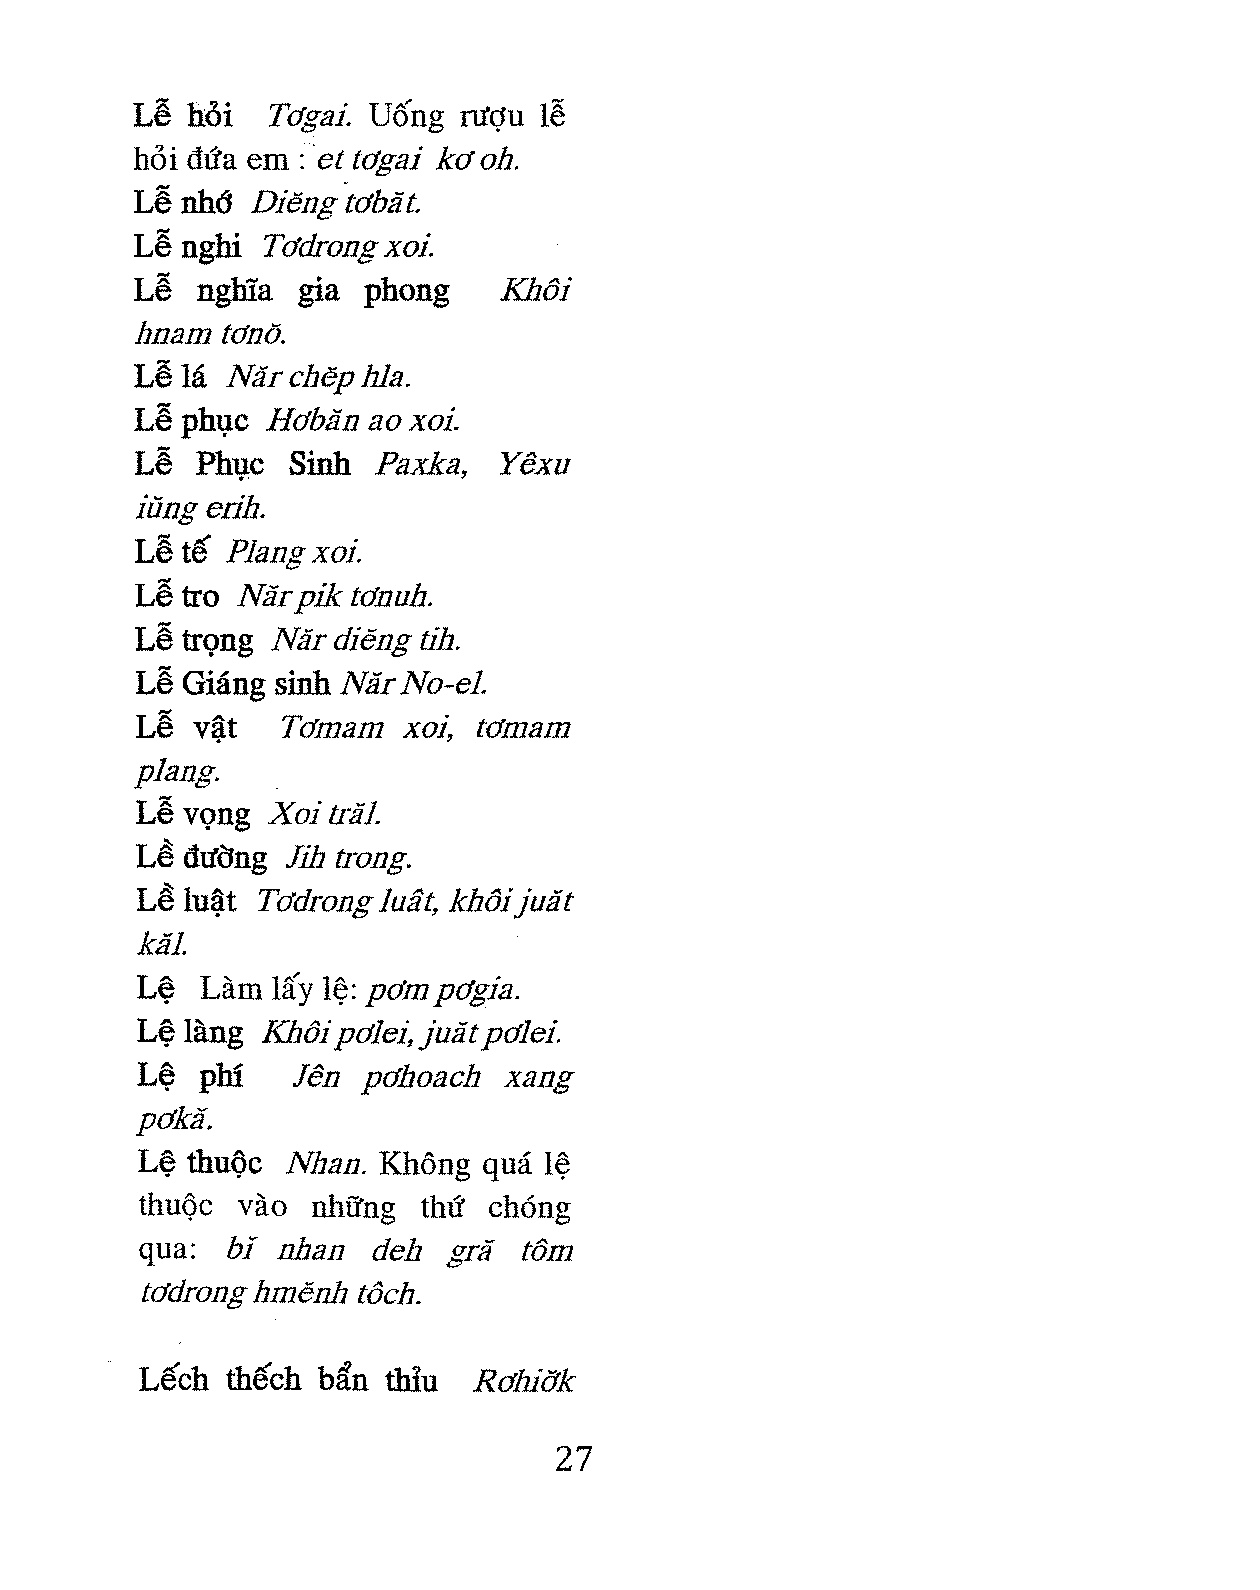 Lễ hỏi Tơgai. Uống rượu lễ
hỏi đứa em : et tơgai kơ oh.
Lễ nhớ Diĕng tơbăt.
Lễ nghi Tơdrong xoi.
Lễ nghĩa gia phong Khôi
hnam tơnŏ.
Lễ lá Năr chĕp hla.
Lễ phục Hơbăn ao xoi.
Lễ Phục Sinh Paxka, Yêxu
iŭng erih.
Lễ tế Plang xoi.
Lễ tro Năr pik tơnuh.
Lễ trọng Năr diĕng tih.
Lễ Giáng sinh Năr No-el.
Lễ vật Tơmam xoi, tơmam
plang.
Lễ vọng Xoi trăl.
Lề đường Jih trong.
Lề luật Tơdrong luât, khôi juăt
kăl.
Lệ Làm lấy lệ: pơm pơgia.
Lệ làng Khôi pơlei, juăt pơlei.
Lệ phí Jên pơhoach xang
pơkă.
Lệ thuộc Nhan. Không quá lệ
thuộc vào những thứ chóng
qua: bĭ nhan deh gră tôm
tơdrong hmĕnh tôch.
Lếch thếch bẩn thỉu Rơhiơ̆k
27